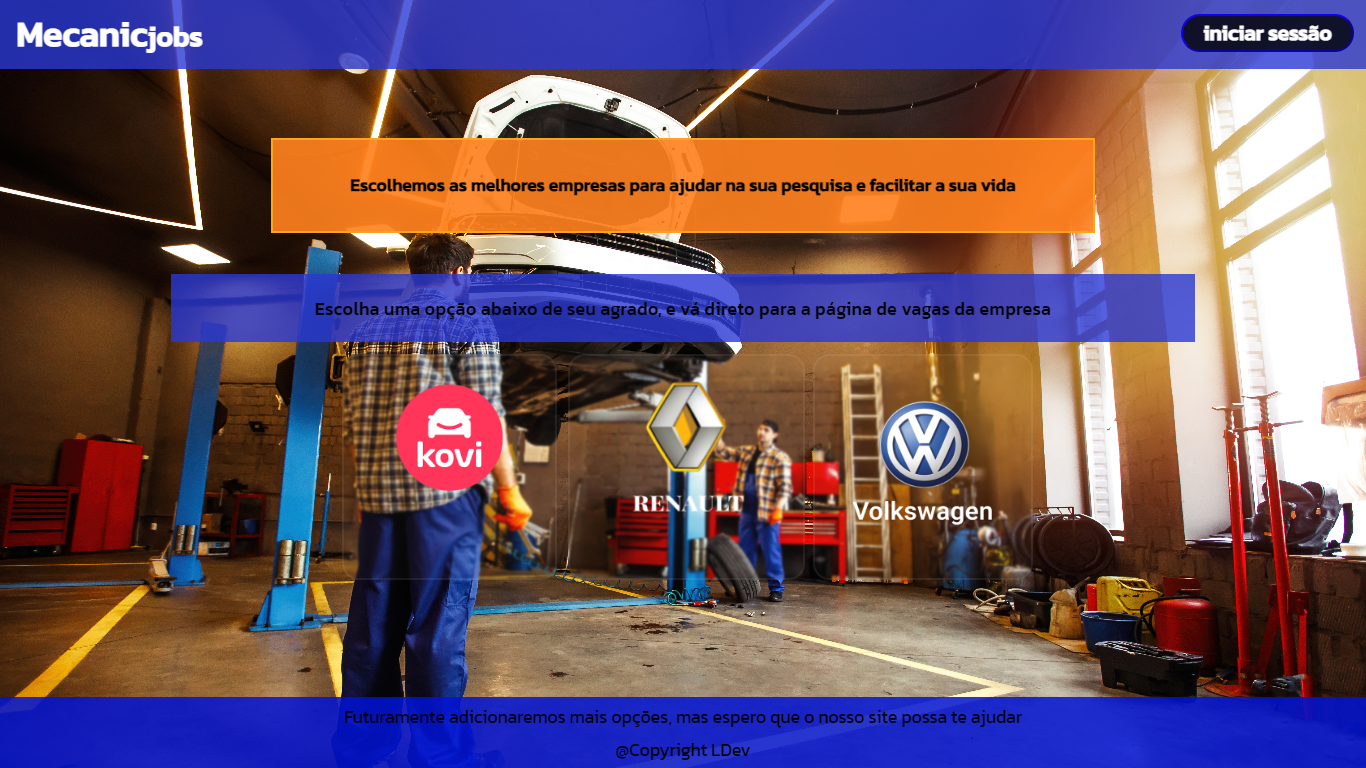 Mecanicjobs
iniciar sessão
Escolhemos as melhores empresas para ajudar na sua pesquisa e facilitar a sua vida
Escolha uma opção abaixo de seu agrado, e vá direto para a página de vagas da empresa
kovi
RENAULT
Volkswagen
Futuramente adicionaremos mais opções, mas espero que o nosso site possa te ajudar
@Copyright LDev